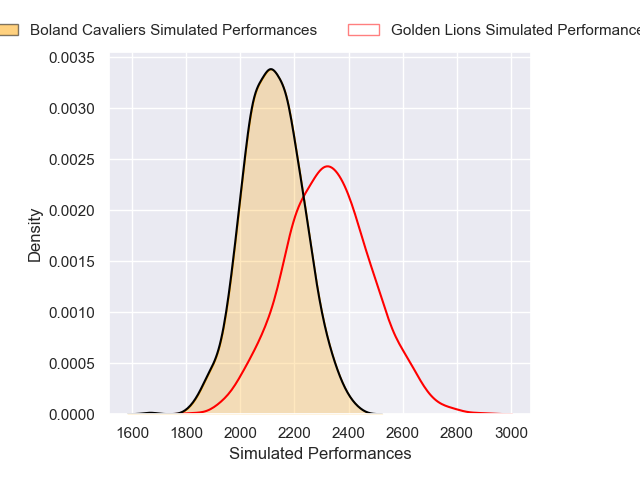 Boland Cavaliers Simulated Performances
Golden Lions Simulated Performance
0.0035
0.0030
0.0025
0.0020
0.0015
0.0010
0.0005
0.0000
Density
1600 1800 2000 2200 2400 2600 2800 3000
Simulated Performances